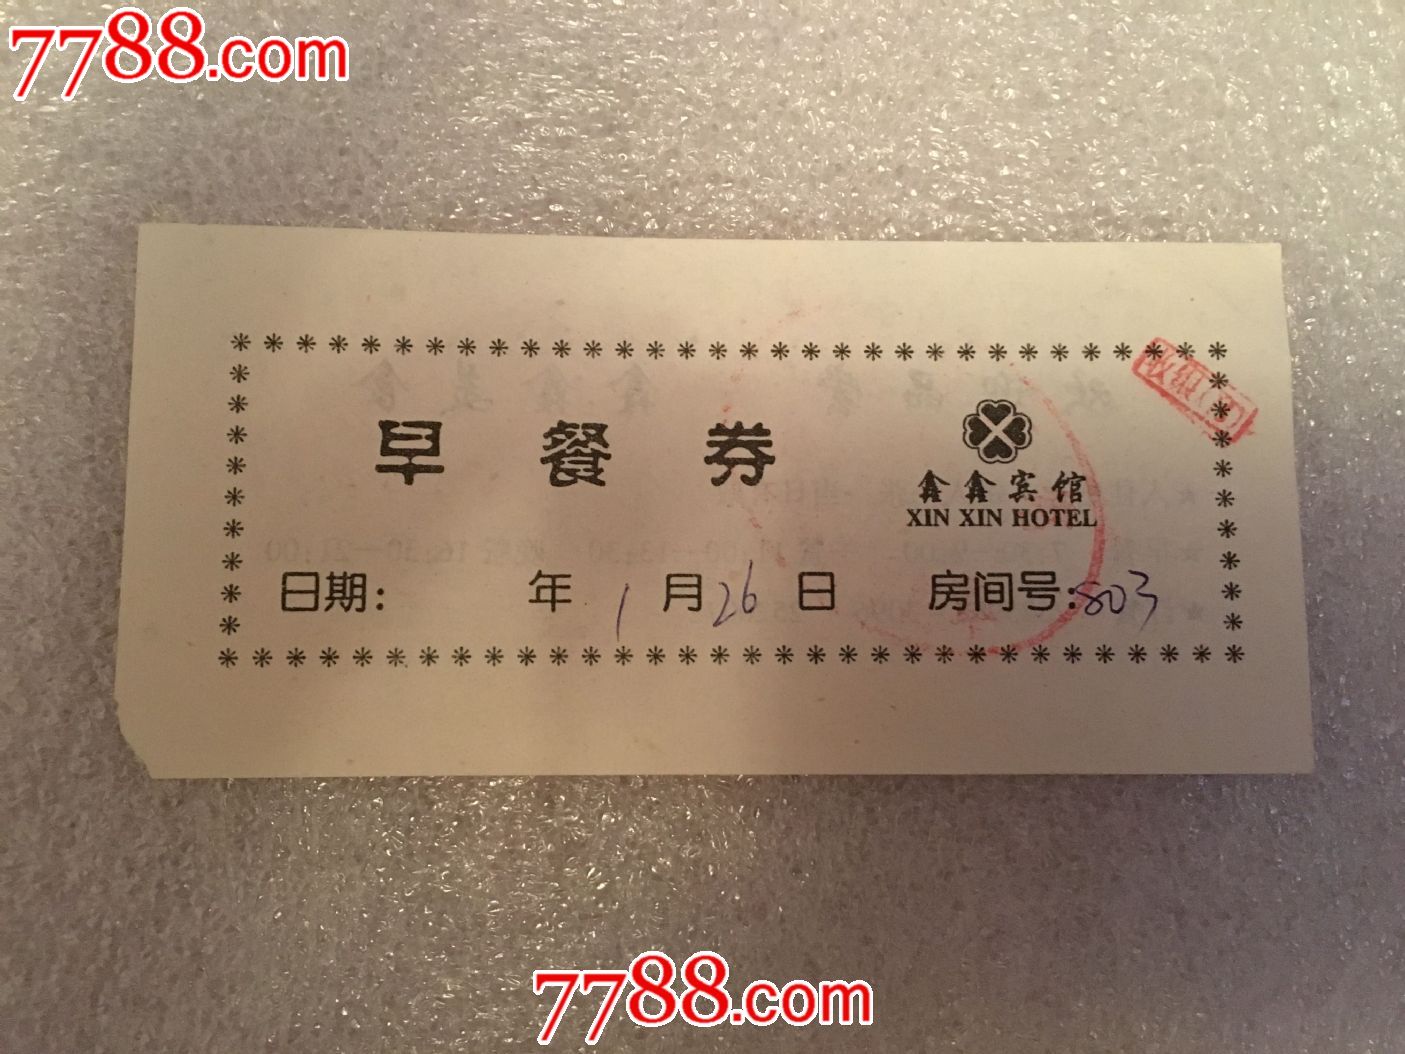 7788.com
早餐券
鑫鑫宾馆
XIN XIN HOTEL
日期: 年 1 月 26 日 房间号: 803
7788.com